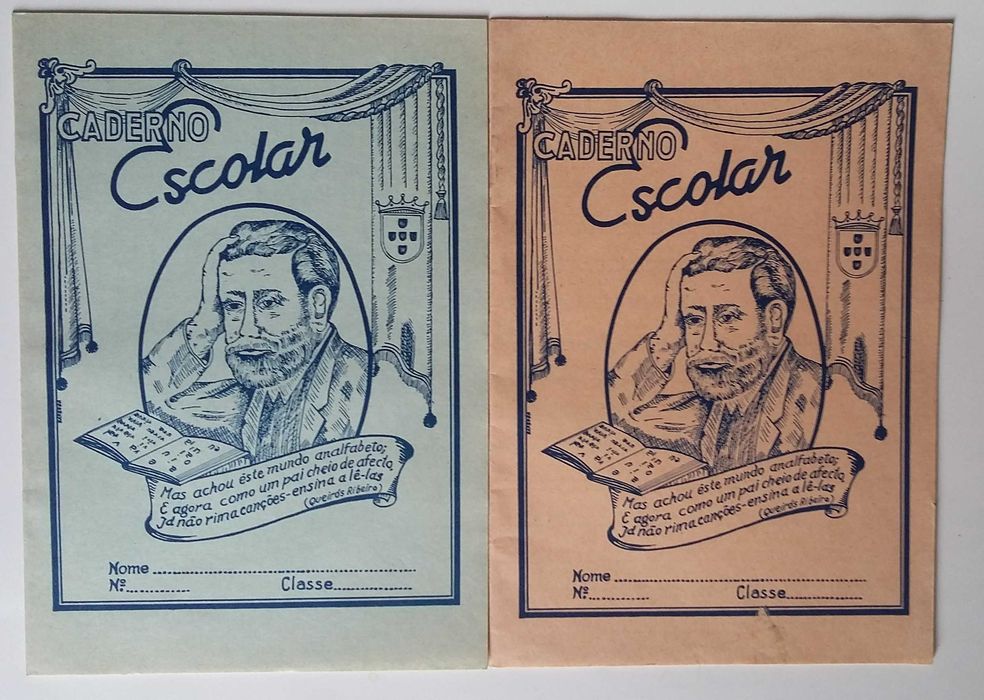 CADERNO
Escolar
Mas achou êste mundo analfabeto;
E agora como um pai cheio de afecto,
Já não rima canções-ensina a lê-las
(Queirós Ribeiro)
Nome
Nº.
Classe
CADERNO
Escolar
Mas achou êste mundo analfabeto;
E agora como um pai cheio de afecto,
Já não rima canções-ensina a lê-las
(Queirós Ribeiro)
Nome
Nº.
Classe